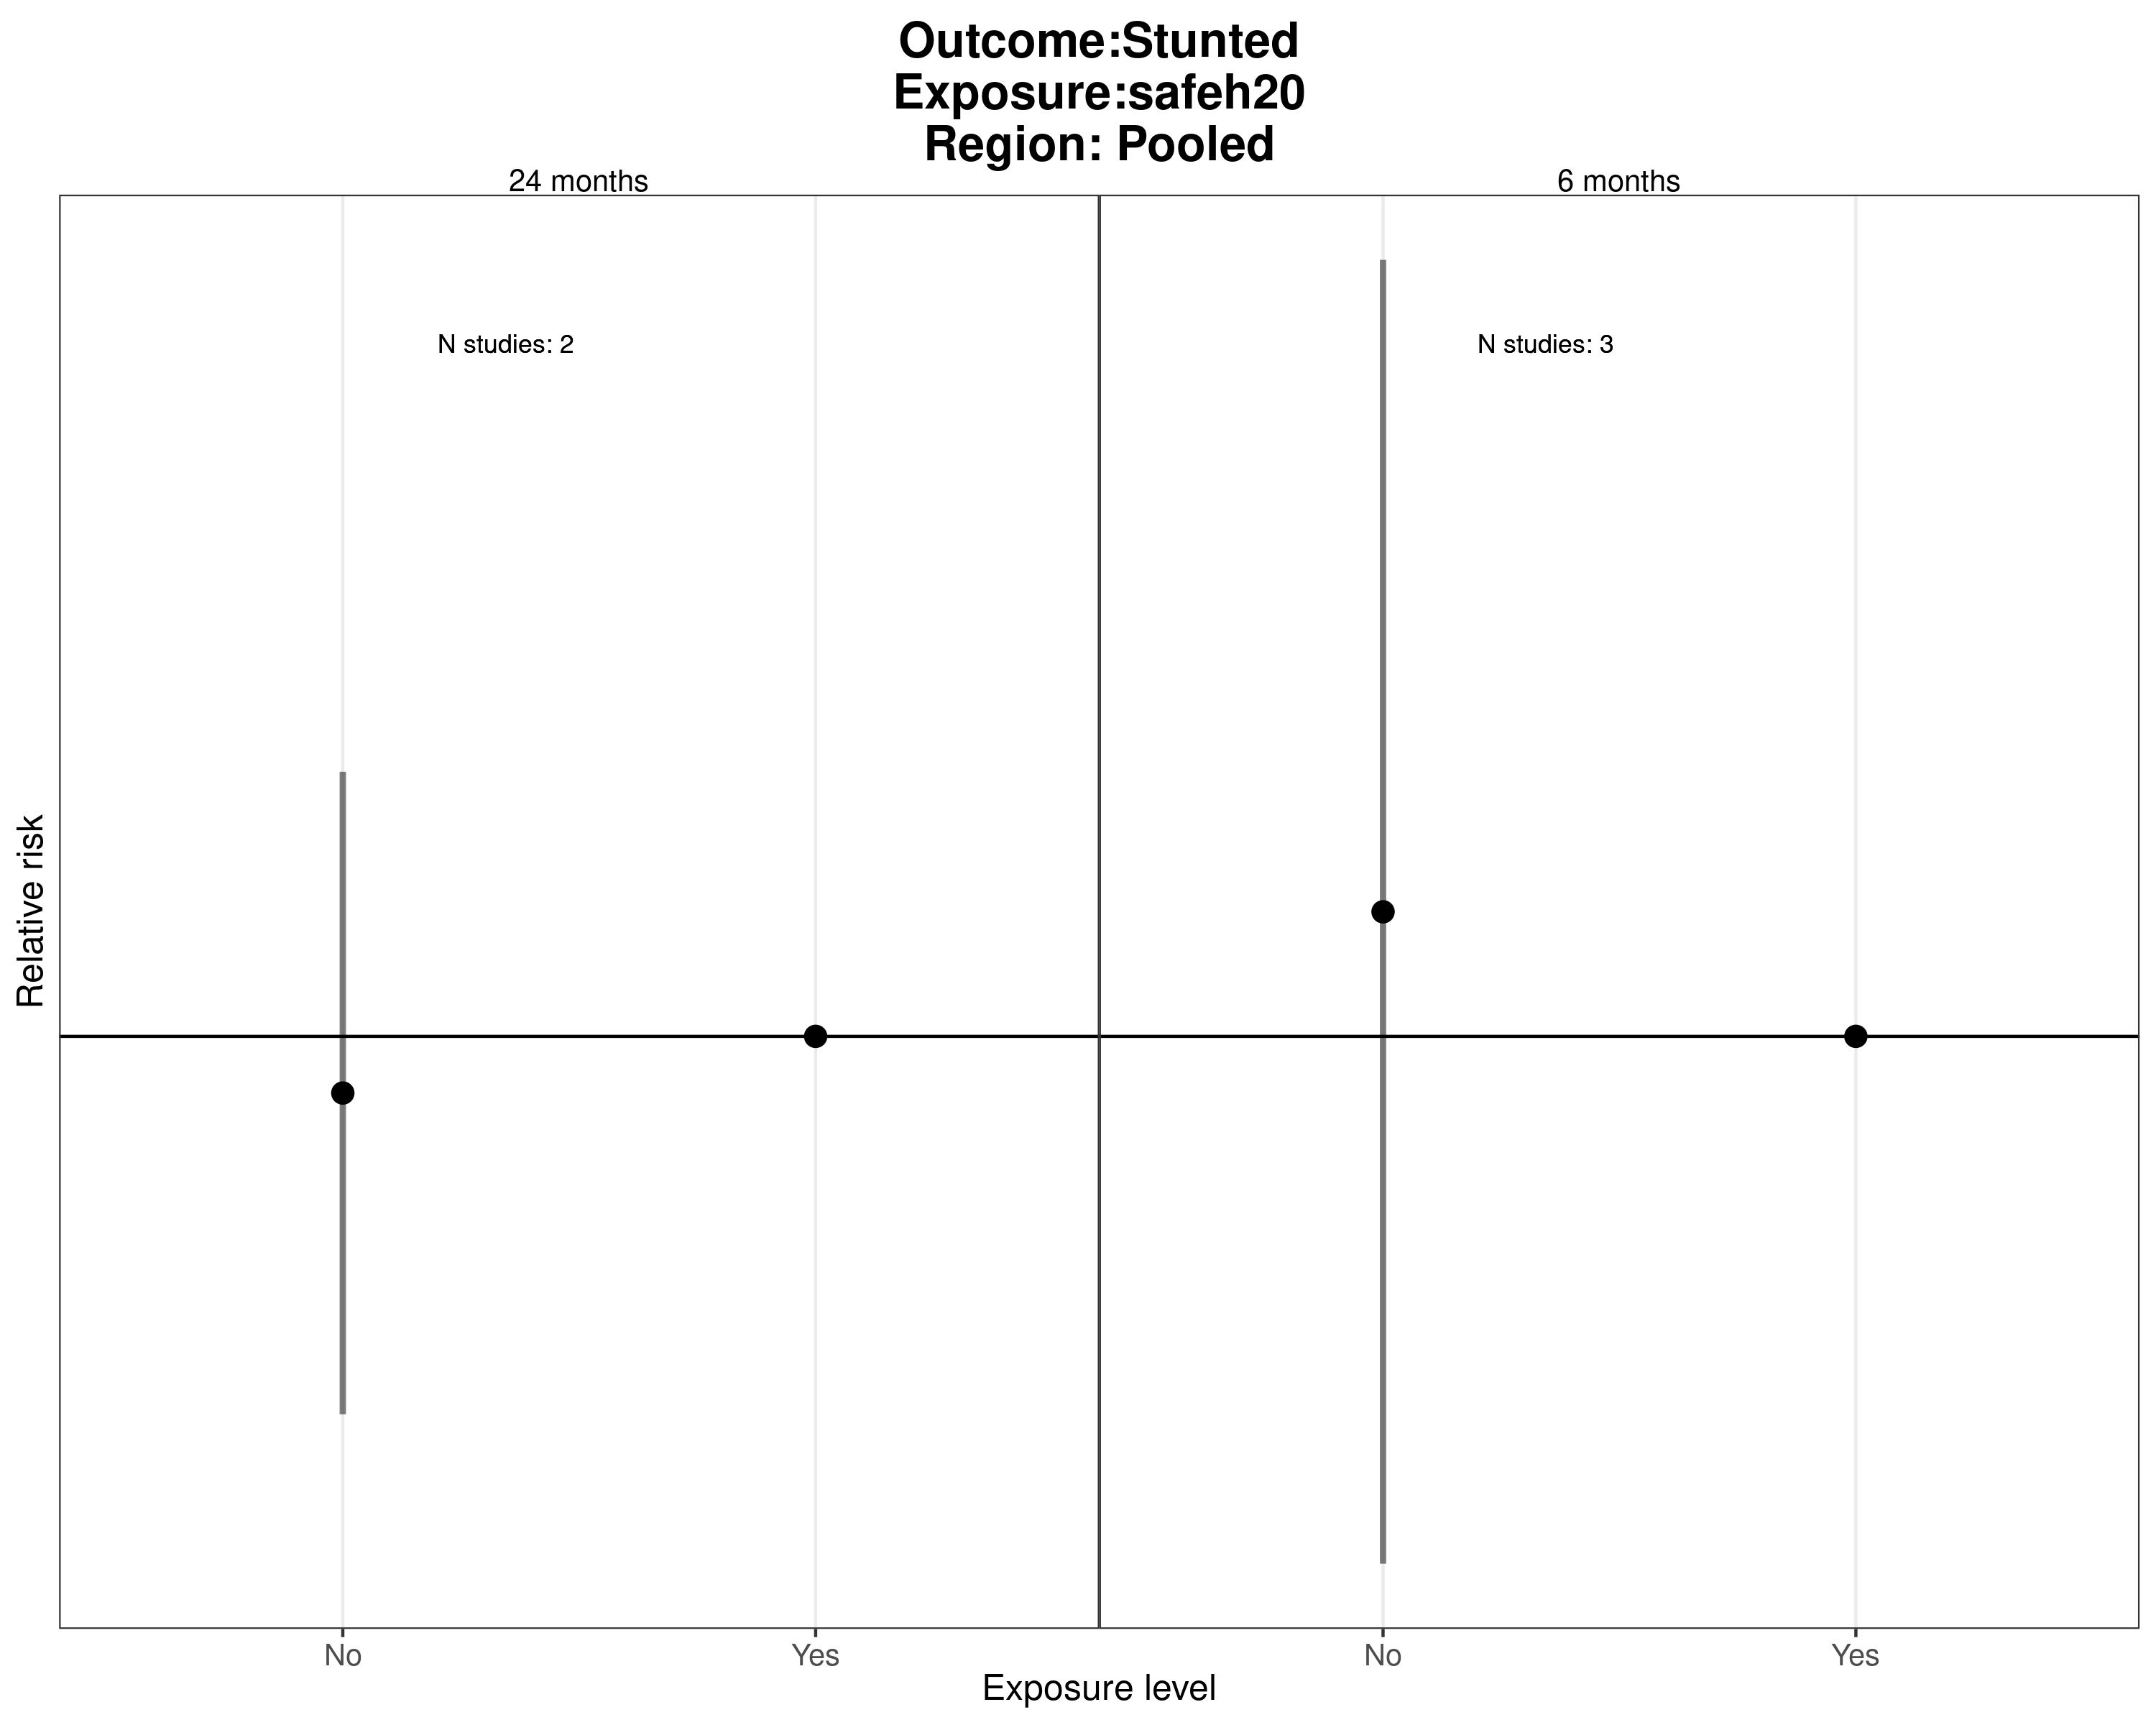 Outcome:Stunted
Exposure:safeh20
Region: Pooled
24 months
6 months
N studies: 2
N studies: 3
Relative risk
No
Yes
No
Yes
Exposure level